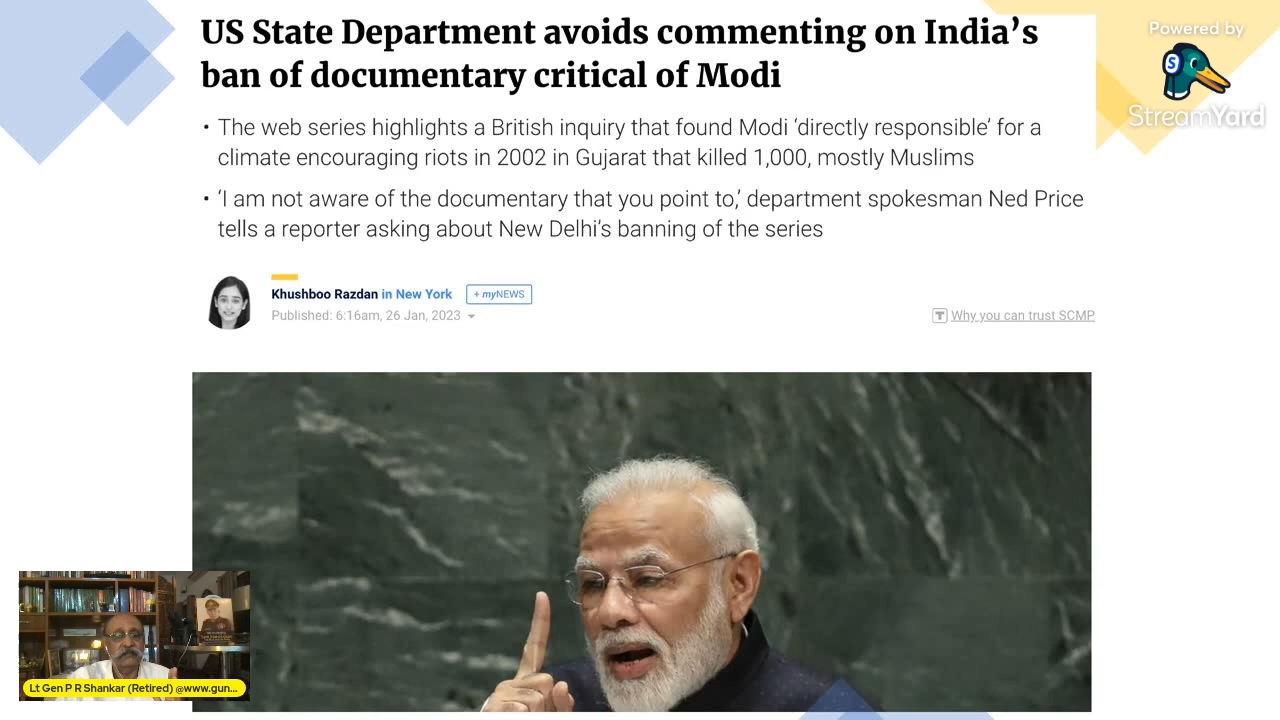 US State Department avoids commenting on India’s
ban of documentary critical of Modi
• The web series highlights a British inquiry that found Modi ‘directly responsible’ for a
climate encouraging riots in 2002 in Gujarat that killed 1,000, mostly Muslims
• ‘I am not aware of the documentary that you point to,’ department spokesman Ned Price
tells a reporter asking about New Delhi’s banning of the series
Khushboo Razdan in New York
+ myNEWS
Published: 6:16am, 26 Jan, 2023
T Why you can trust SCMP
Powered by
S
StreamYard
Lt Gen P R Shankar (Retired) @www.gun...